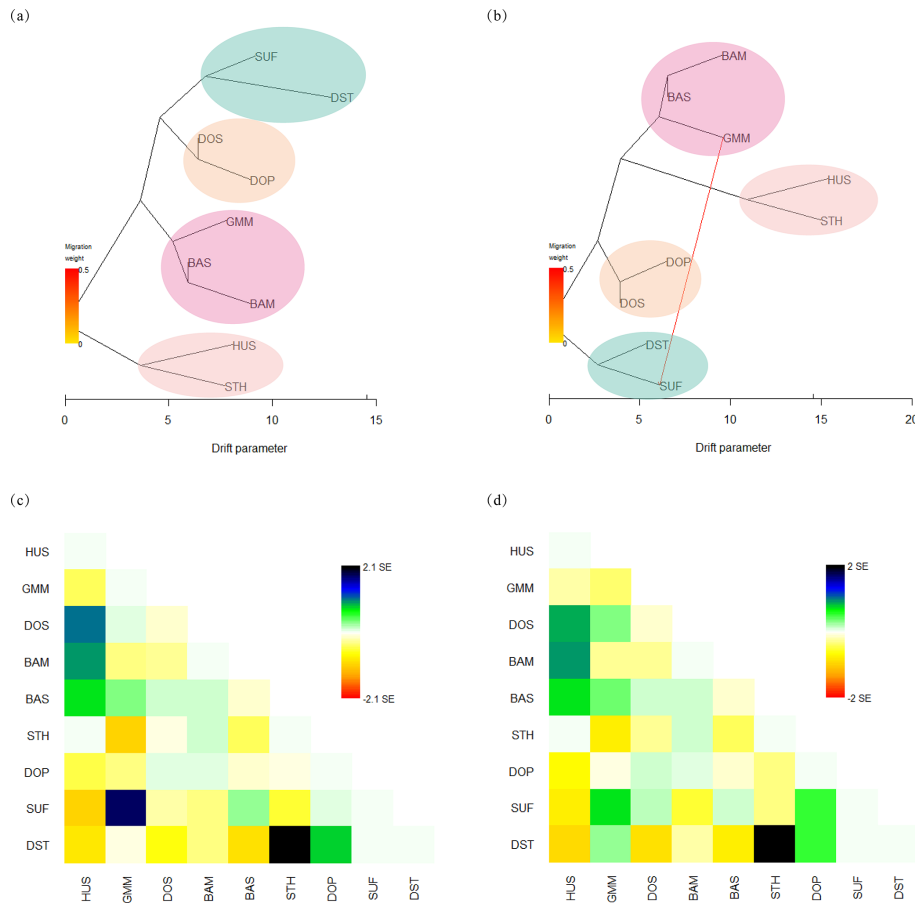 (a)
SUF
DST
DOS
DOP
GMM
BAS
BAM
HUS
STH
Migration
weight
0.5
0
0 5 10 15
Drift parameter
(b)
BAM
BAS
GMM
HUS
STH
DOP
DOS
DST
SUF
Migration
weight
0.5
0
0 5 10 15 20
Drift parameter
(c)
HUS
GMM
DOS
BAM
BAS
STH
DOP
SUF
DST
2.1 SE
-2.1 SE
HUS GMM DOS BAM BAS STH DOP SUF DST
(d)
HUS
GMM
DOS
BAM
BAS
STH
DOP
SUF
DST
2 SE
-2 SE
HUS GMM DOS BAM BAS STH DOP SUF DST